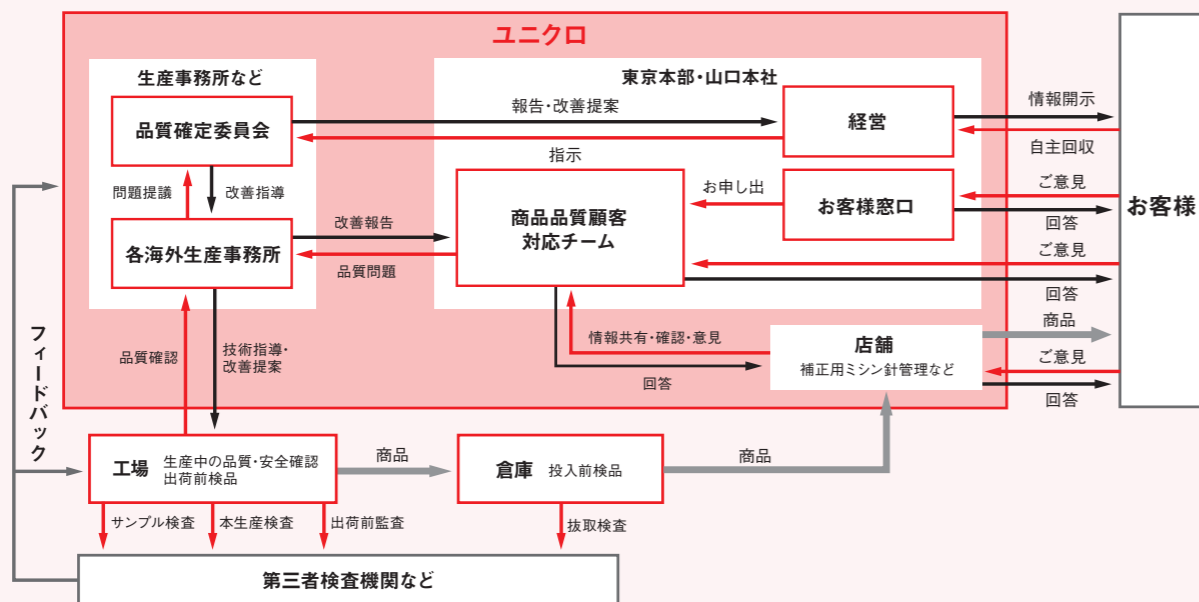 ユニクロ
生産事務所など
東京本部・山口本社
品質確定委員会
報告・改善提案
指示
経営
情報開示
自主回収
問題提議
改善指導
お申し出
お客様窓口
ご意見
回答
お客様
各海外生産事務所
改善報告
品質問題
商品品質顧客
対応チーム
ご意見
回答
商品
フィードバック
品質確認
技術指導・
改善提案
情報共有・確認・意見
回答
店舗
補正用ミシン針管理など
ご意見
回答
工場
生産中の品質・安全確認
出荷前検品
商品
倉庫
投入前検品
商品
サンプル検査
本生産検査
出荷前監査
抜取検査
第三者検査機関など